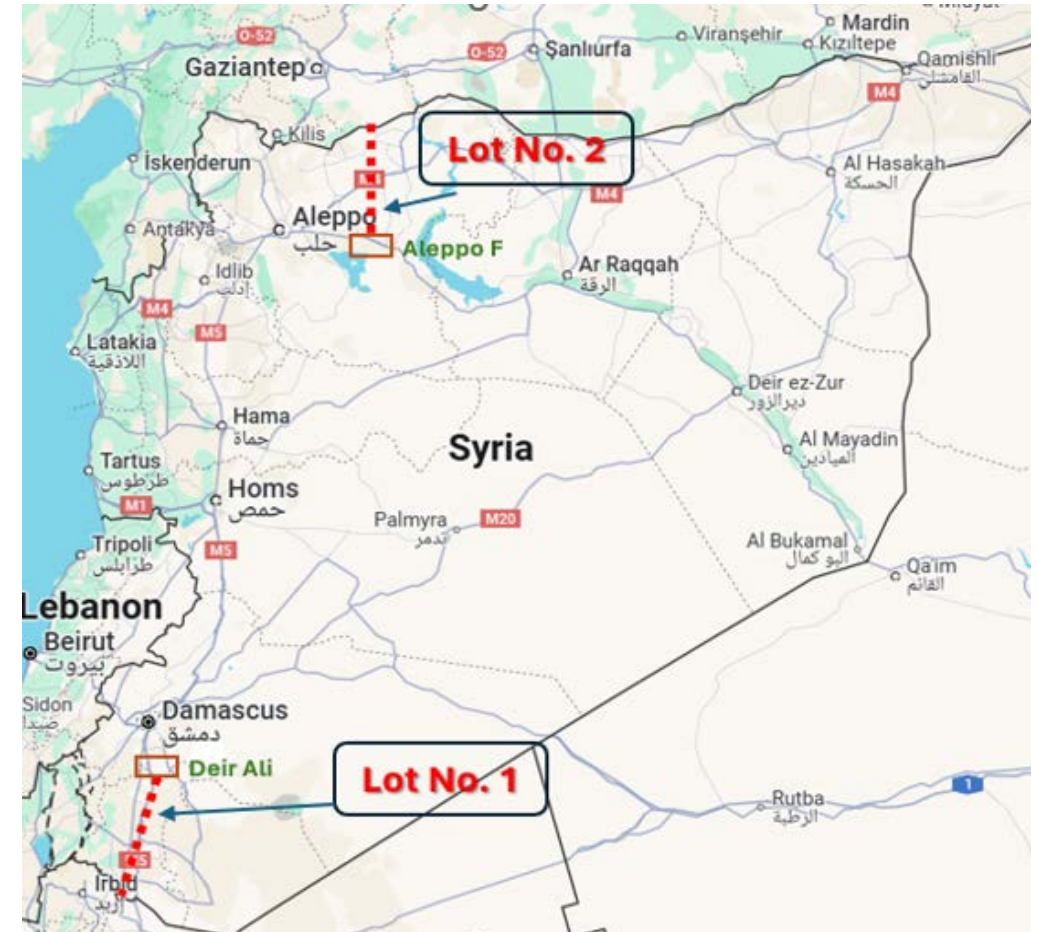 Mardin
Viranşehir
Kızıltepe
O-52
O-52
Şanlıurfa
Gaziantep
Qamishli
القامشلي
M4
Kilis
Lot No. 2
İskenderun
Al Hasakah
الحسكة
M4
Aleppo
حلب
Antakya
Aleppo F
Idlib
إدلب
Ar Raqqah
الرقة
M4
M5
Latakia
اللاذقية
Deir ez-Zur
ديرالزور
Hama
حماة
Syria
Al Mayadin
الميادين
Tartus
طرطوس
Homs
حمص
M1
Palmyra
تدمر
M20
Tripoli
طرابلس
M5
Al Bukamal
البو كمال
Qa'im
القائم
Lebanon
Beirut
بيروت
Sidon
صيدا
Damascus
دمشق
Deir Ali
Lot No. 1
1
Rutba
الرطبة
Irbid
إربد